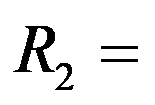 R₂ =